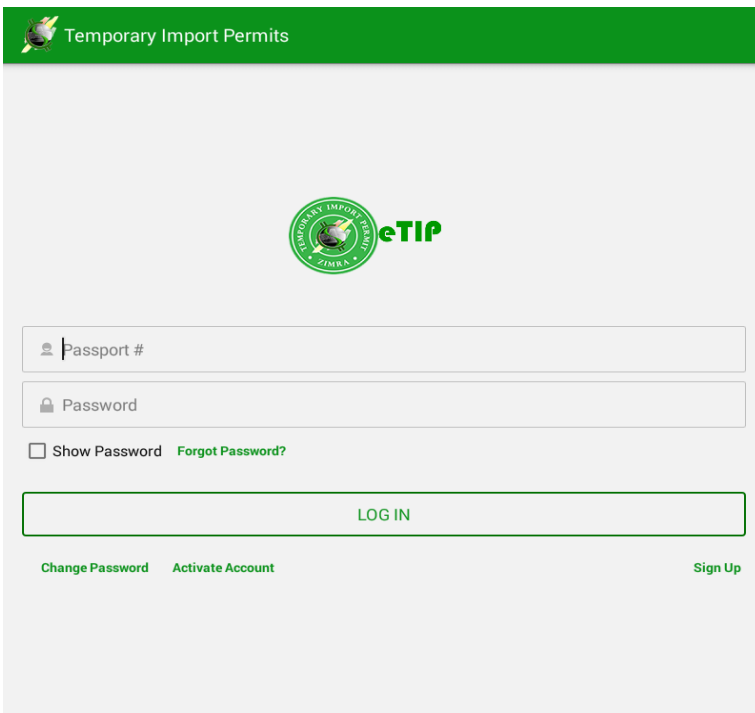 Temporary Import Permits
TEMPORARY IMPORT PERMIT
• ZIMRA •
eTIP
Passport #
Password
Show Password Forgot Password?
LOG IN
Change Password Activate Account Sign Up